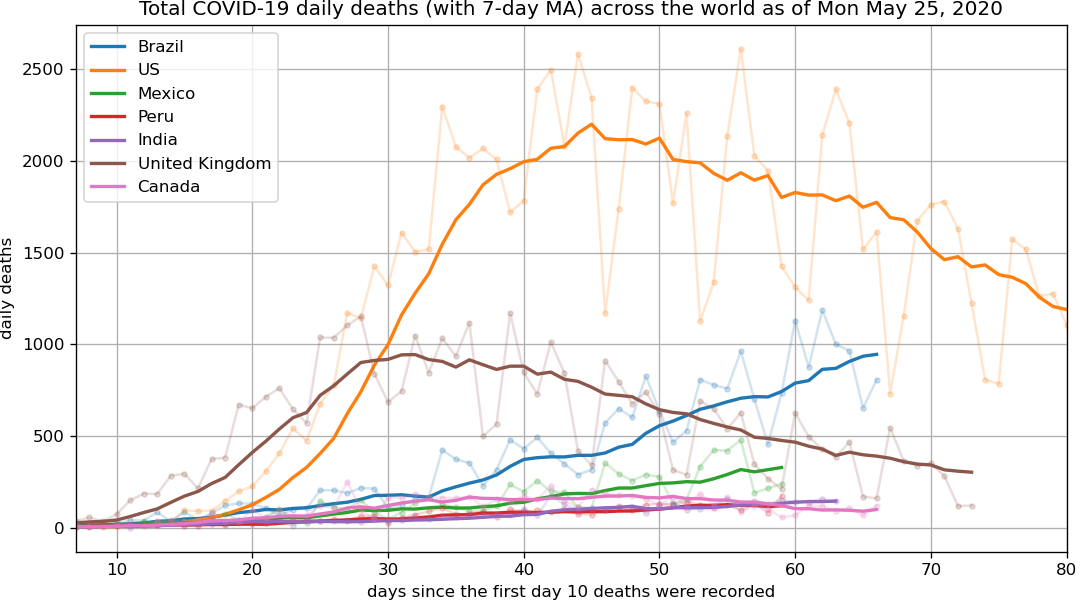 Total COVID-19 daily deaths (with 7-day MA) across the world as of Mon May 25, 2020
Brazil
US
Mexico
Peru
India
United Kingdom
Canada
2500
2000
1500
1000
500
0
daily deaths
10 20 30 40 50 60 70 80
days since the first day 10 deaths were recorded